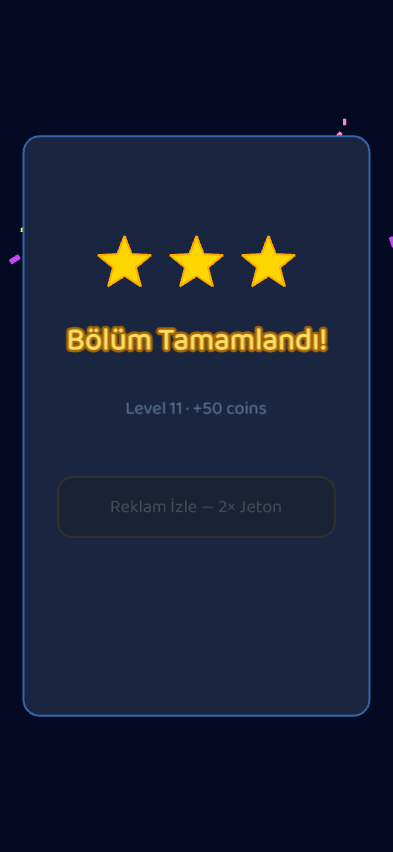 Bölüm Tamamlandı!
Level 11 · +50 coins
Reklam İzle — 2× Jeton